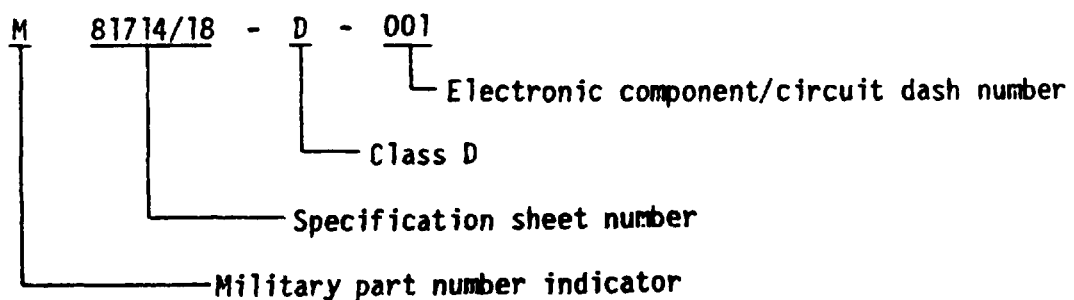 M 81714/18 - D - 001
Electronic component/circuit dash number
Class D
Specification sheet number
Military part number indicator